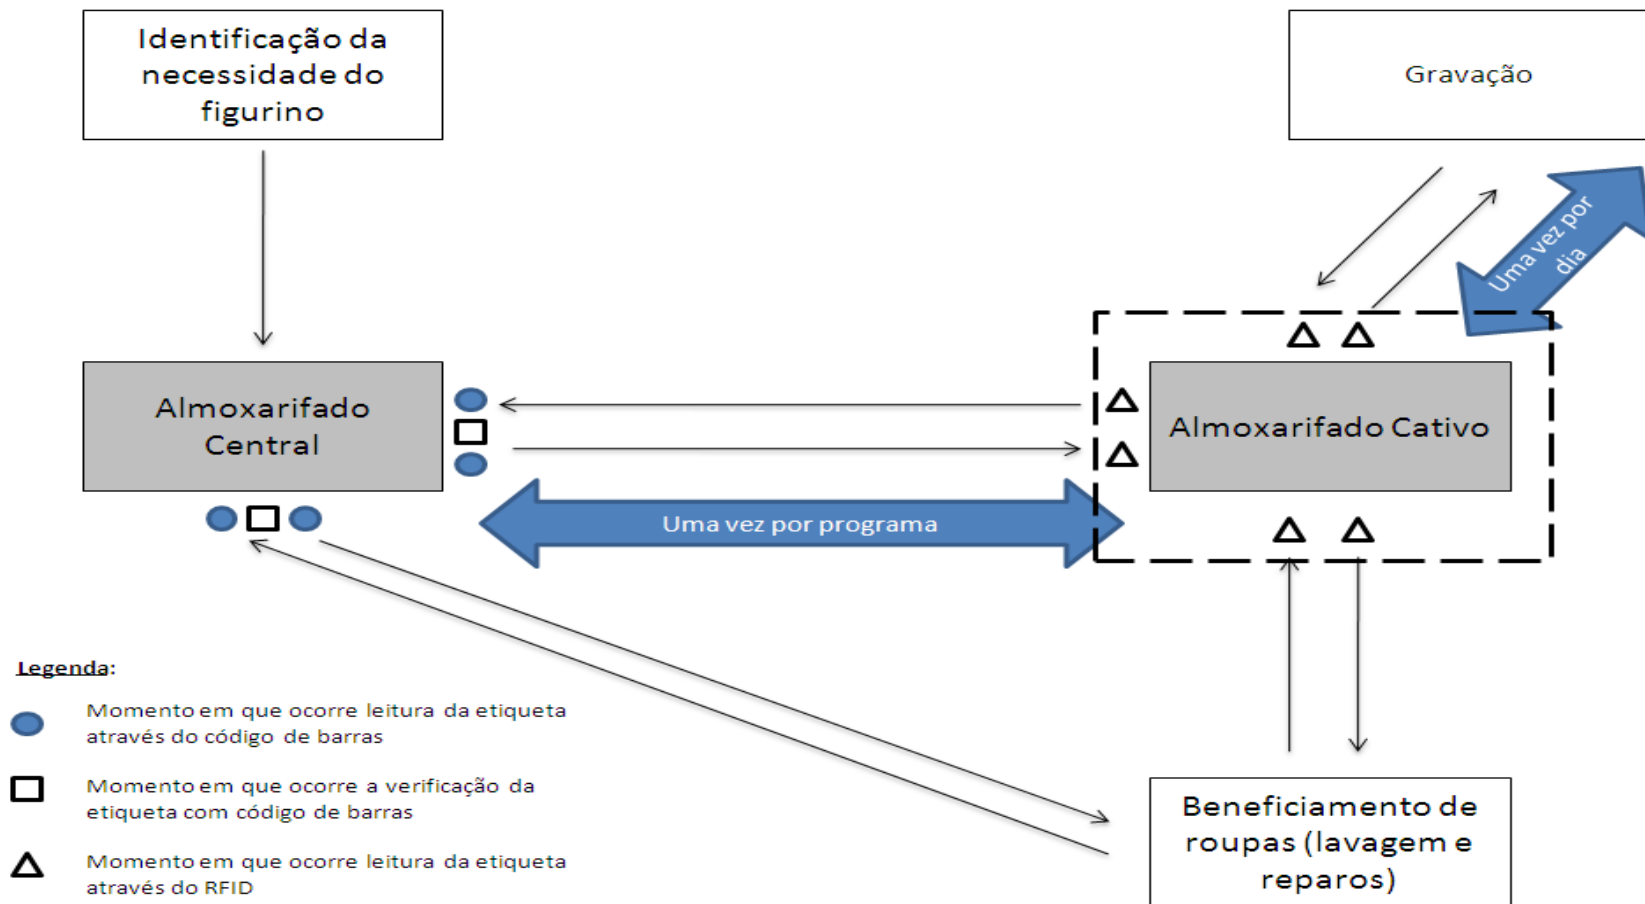 Identificação da
necessidade do
figurino
Gravação
Uma vez por
dia
Almoxarifado
Central
Almoxarifado Cativo
Uma vez por programa
Legenda:
Momento em que ocorre leitura da etiqueta
através do código de barras
Momento em que ocorre a verificação da
etiqueta com código de barras
Momento em que ocorre leitura da etiqueta
através do RFID
Beneficiamento de
roupas (lavagem e
reparos)